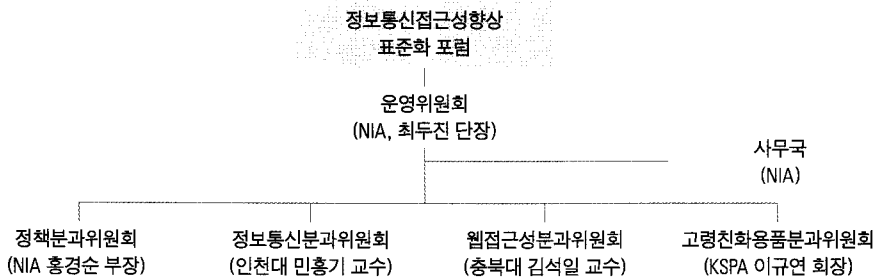 정보통신접근성향상
표준화 포럼
운영위원회
(NIA, 최두진 단장)
사무국
(NIA)
정책분과위원회
(NIA 홍경순 부장)
정보통신분과위원회
(인천대 민홍기 교수)
웹접근성분과위원회
(충북대 김석일 교수)
고령친화용품분과위원회
(KSPA 이규연 회장)